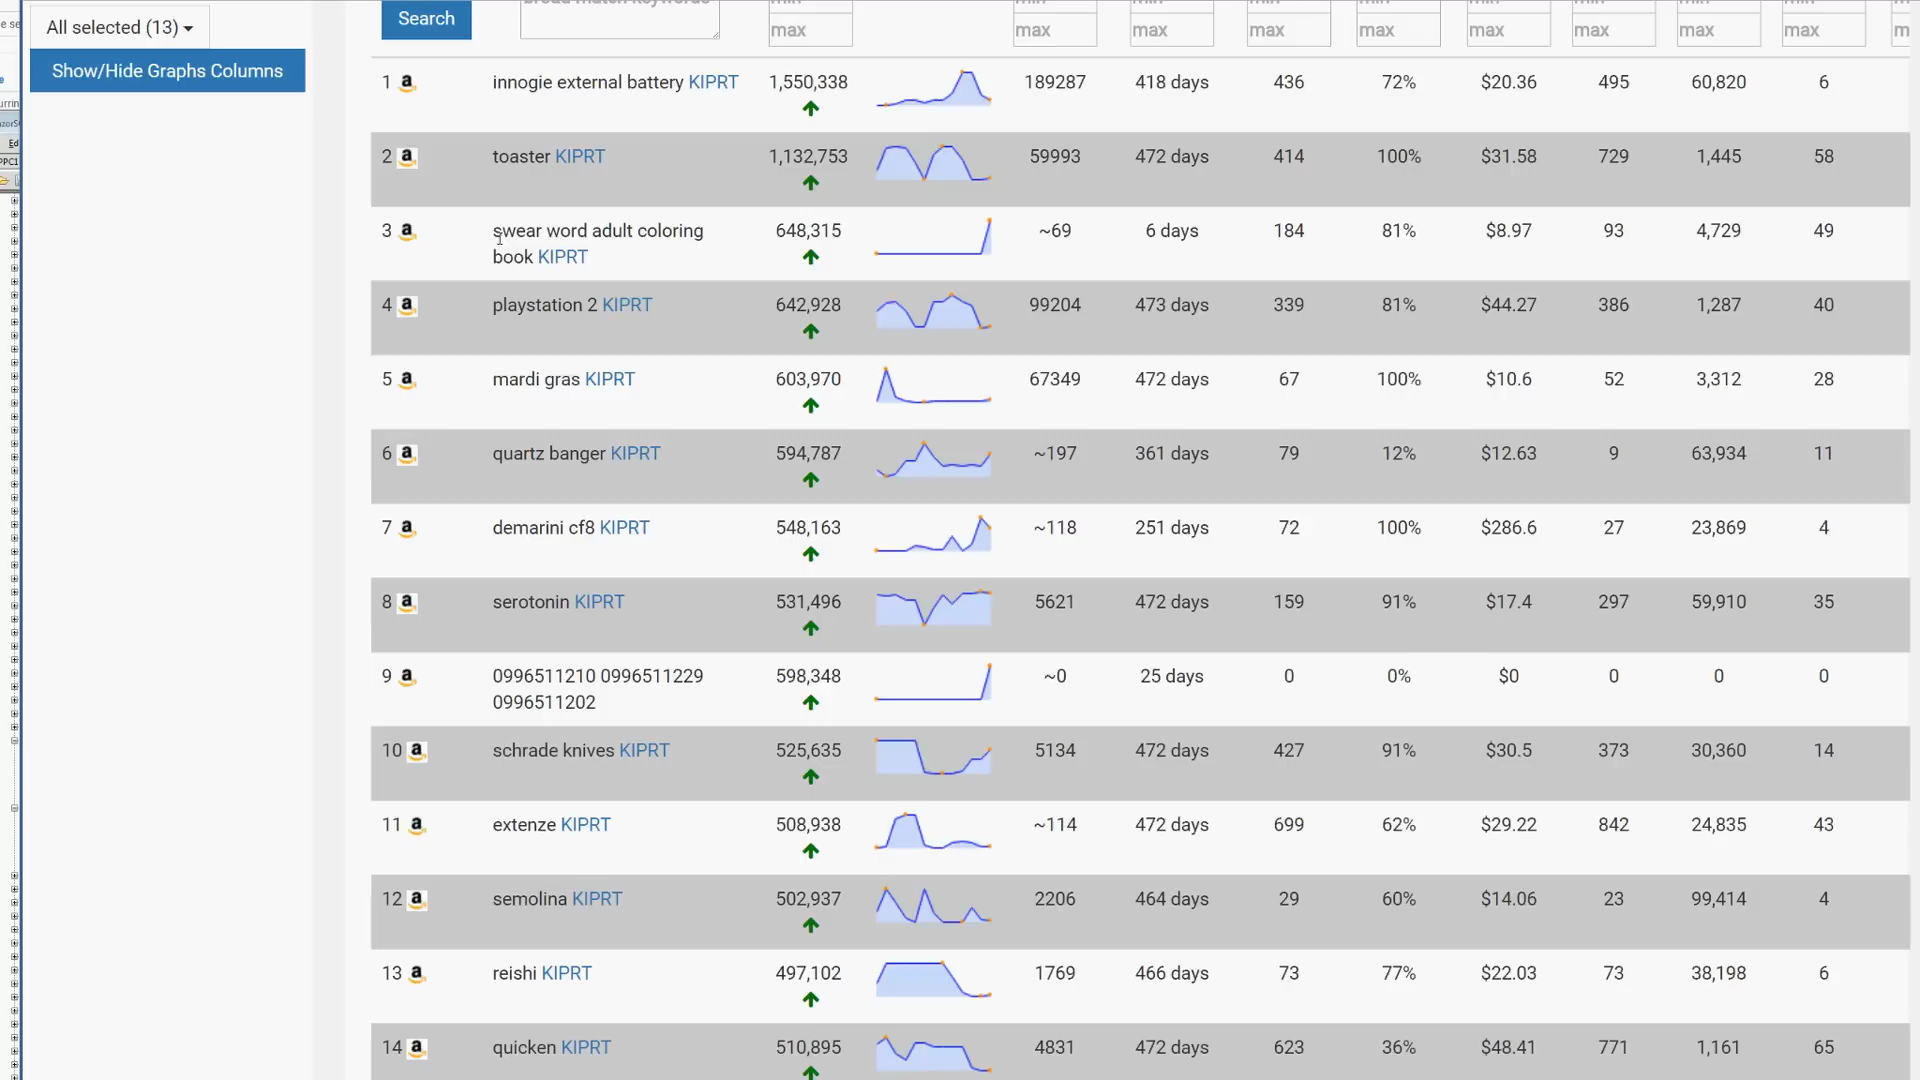 All selected (13)
Show/Hide Graphs Columns
Search
max max max max max max max max max
1 a innogie external battery KIPRT 1,550,338 189287 418 days 436 72% $20.36 495 60,820 6
2 a toaster KIPRT 1,132,753 59993 472 days 414 100% $31.58 729 1,445 58
3 a swear word adult coloring 648,315 ~69 6 days 184 81% $8.97 93 4,729 49
book KIPRT
4 a playstation 2 KIPRT 642,928 99204 473 days 339 81% $44.27 386 1,287 40
5 a mardi gras KIPRT 603,970 67349 472 days 67 100% $10.6 52 3,312 28
6 a quartz banger KIPRT 594,787 ~197 361 days 79 12% $12.63 9 63,934 11
7 a demarini cf8 KIPRT 548,163 ~118 251 days 72 100% $286.6 27 23,869 4
8 a serotonin KIPRT 531,496 5621 472 days 159 91% $17.4 297 59,910 35
9 a 0996511210 0996511229 598,348 ~0 25 days 0 0% $0 0 0 0
0996511202
10 a schrade knives KIPRT 525,635 5134 472 days 427 91% $30.5 373 30,360 14
11 a extenze KIPRT 508,938 ~114 472 days 699 62% $29.22 842 24,835 43
12 a semolina KIPRT 502,937 2206 464 days 29 60% $14.06 23 99,414 4
13 a reishi KIPRT 497,102 1769 466 days 73 77% $22.03 73 38,198 6
14 a quicken KIPRT 510,895 4831 472 days 623 36% $48.41 771 1,161 65